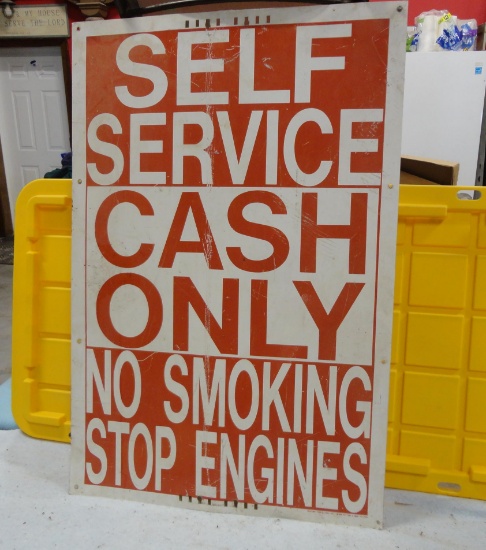 SELF
SERVICE
CASH
ONLY
NO SMOKING
STOP ENGINES